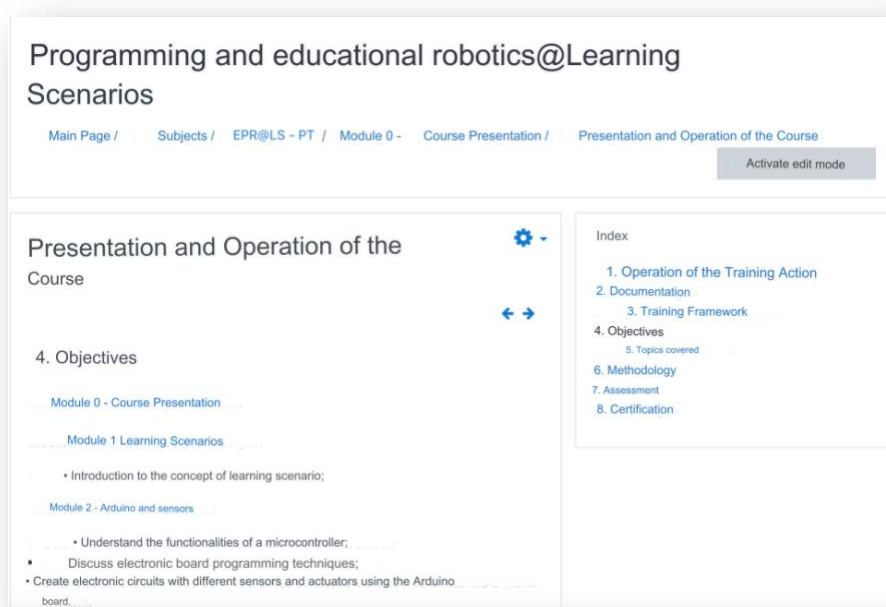 Programming and educational robotics@Learning
Scenarios
Main Page / Subjects / EPR@LS - PT / Module 0 - Course Presentation / Presentation and Operation of the Course
Activate edit mode
Presentation and Operation of the
Course
4. Objectives
Module 0 - Course Presentation
Module 1 Learning Scenarios
• Introduction to the concept of learning scenario;
Module 2 - Arduino and sensors
• Understand the functionalities of a microcontroller;
• Discuss electronic board programming techniques;
• Create electronic circuits with different sensors and actuators using the Arduino
board.
Index
1. Operation of the Training Action
2. Documentation
3. Training Framework
4. Objectives
5. Topics covered
6. Methodology
7. Assessment
8. Certification